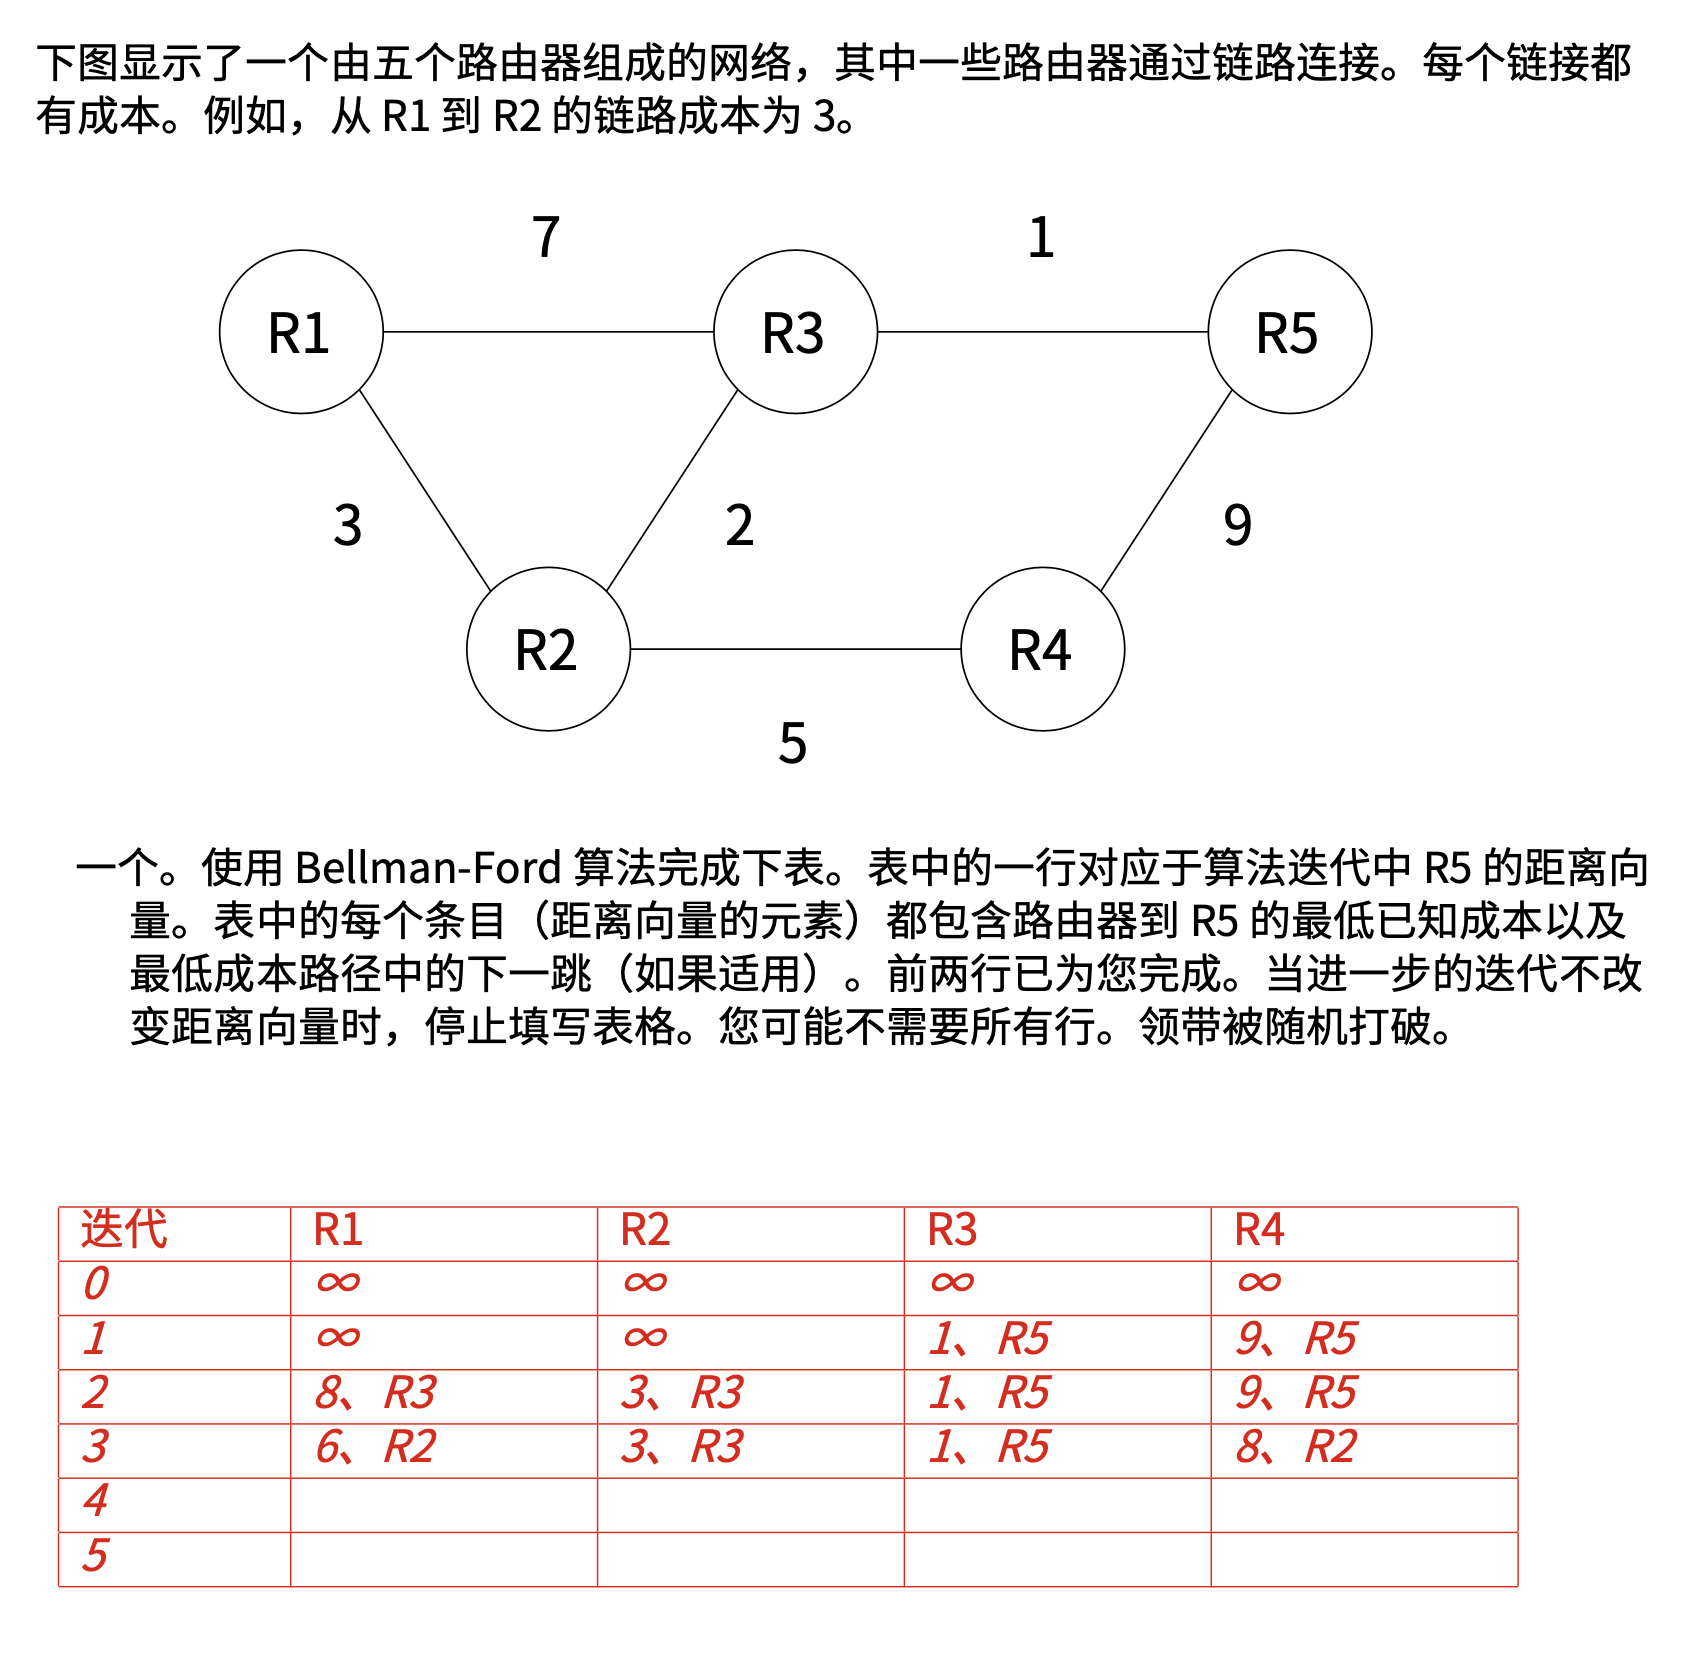 下图显示了一个由五个路由器组成的网络，其中一些路由器通过链路连接。每个链接都
有成本。例如，从 R1 到 R2 的链路成本为 3。
7
1
R1
R3
R5
3
2
9
R2
R4
5
一个。使用 Bellman-Ford 算法完成下表。表中的一行对应于算法迭代中 R5 的距离向
量。表中的每个条目（距离向量的元素）都包含路由器到 R5 的最低已知成本以及
最低成本路径中的下一跳（如果适用）。前两行已为您完成。当进一步的迭代不改
变距离向量时，停止填写表格。您可能不需要所有行。领带被随机打破。
迭代 R1 R2 R3 R4
0 ∞ ∞ ∞ ∞
1 ∞ ∞ 1、R5 9、R5
2 8、R3 3、R3 1、R5 9、R5
3 6、R2 3、R3 1、R5 8、R2
4
5